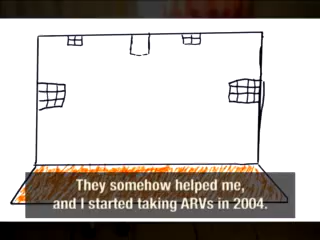 They somehow helped me,
and I started taking ARVs in 2004.